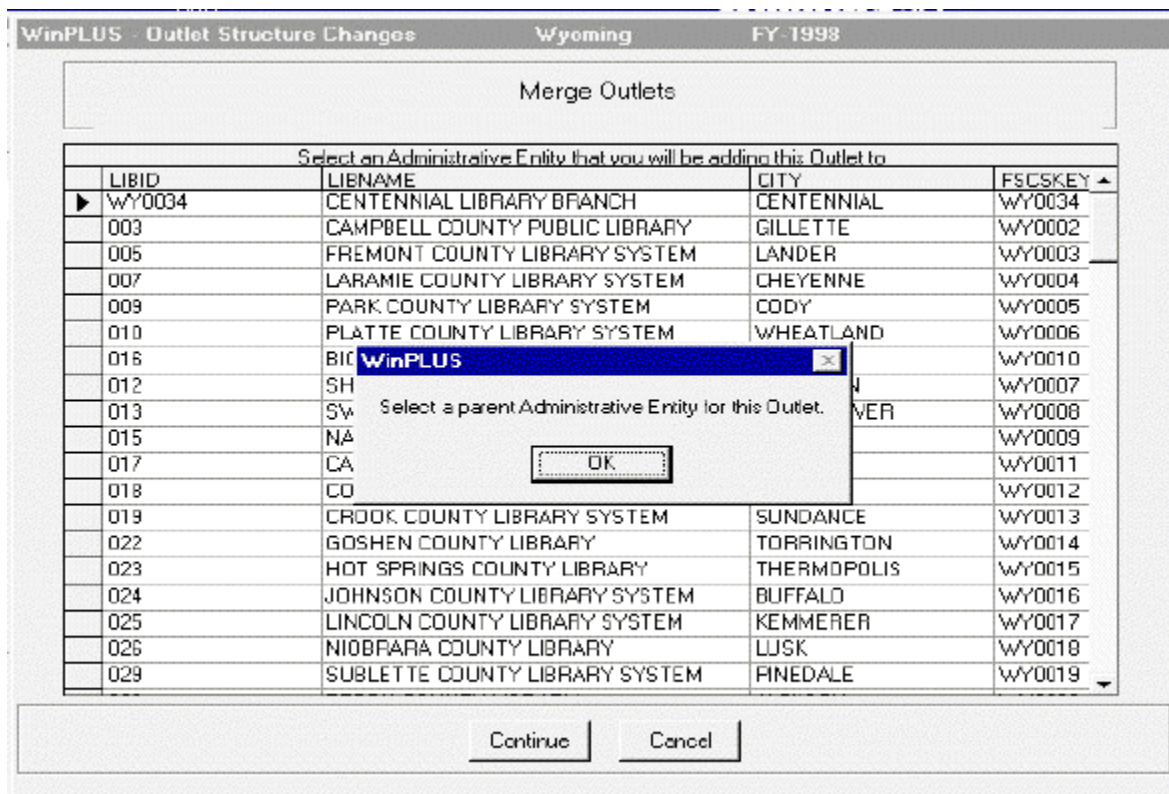 WinPLUS - Outlet Structure Changes Wyoming FY-1998
Merge Outlets
Select an Administrative Entity that you will be adding this Outlet to
LIBID LIBNAME CITY FSCSKEY
WY0034 CENTENNIAL LIBRARY BRANCH CENTENNIAL WY0034
003 CAMPBELL COUNTY PUBLIC LIBRARY GILLETTE WY0002
005 FREMONT COUNTY LIBRARY SYSTEM LANDER WY0003
007 LARAMIE COUNTY LIBRARY SYSTEM CHEYENNE WY0004
009 PARK COUNTY LIBRARY SYSTEM CODY WY0005
010 PLATTE COUNTY LIBRARY SYSTEM WHEATLAND WY0006
016 BIG WY0010
012 SH N WY0007
013 SW VER WY0008
015 NA WY0009
017 CA WY0011
018 CO WY0012
WinPLUS
Select a parent Administrative Entity for this Outlet.
OK
019 CROOK COUNTY LIBRARY SYSTEM SUNDANCE WY0013
022 GOSHEN COUNTY LIBRARY TORRINGTON WY0014
023 HOT SPRINGS COUNTY LIBRARY THERMOPOLIS WY0015
024 JOHNSON COUNTY LIBRARY SYSTEM BUFFALO WY0016
025 LINCOLN COUNTY LIBRARY SYSTEM KEMMERER WY0017
026 NIOBRARA COUNTY LIBRARY LUSK WY0018
029 SUBLETTE COUNTY LIBRARY SYSTEM PINEDALE WY0019
Continue Cancel